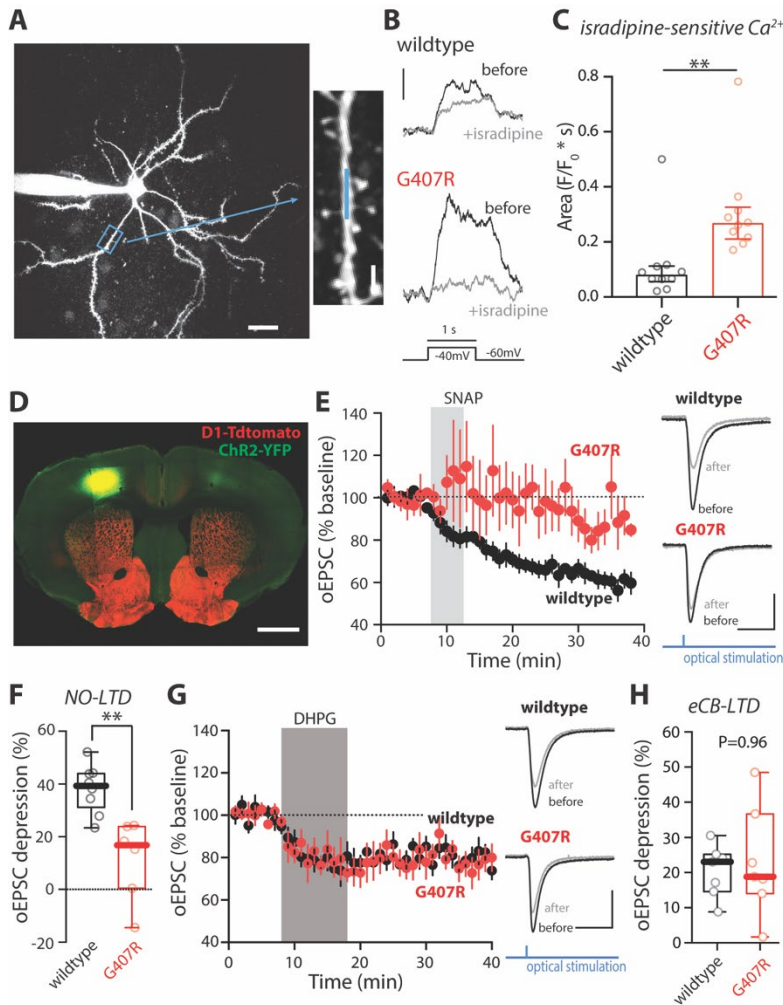 A
B
wildtype
before
+isradipine
G407R
before
+isradipine
1 s
-40mV
-60mV
C
isradipine-sensitive Ca²⁺
**
Area (F/F₀ * s)
0.8
0.6
0.4
0.2
0.0
wildtype
G407R
D
D1-Tdtomato
ChR2-YFP
E
SNAP
oEPSC (% baseline)
140
120
100
80
60
40
G407R
wildtype
0 10 20 30 40
Time (min)
wildtype
after
before
G407R
after
before
optical stimulation
F
NO-LTD
**
oEPSC depression (%)
60
40
20
0
-20
wildtype
G407R
G
DHPG
oEPSC (% baseline)
140
120
100
80
60
40
wildtype
G407R
0 10 20 30 40
Time (min)
wildtype
after
before
G407R
after
before
optical stimulation
H
eCB-LTD
P=0.96
oEPSC depression (%)
60
50
40
30
20
10
0
wildtype
G407R